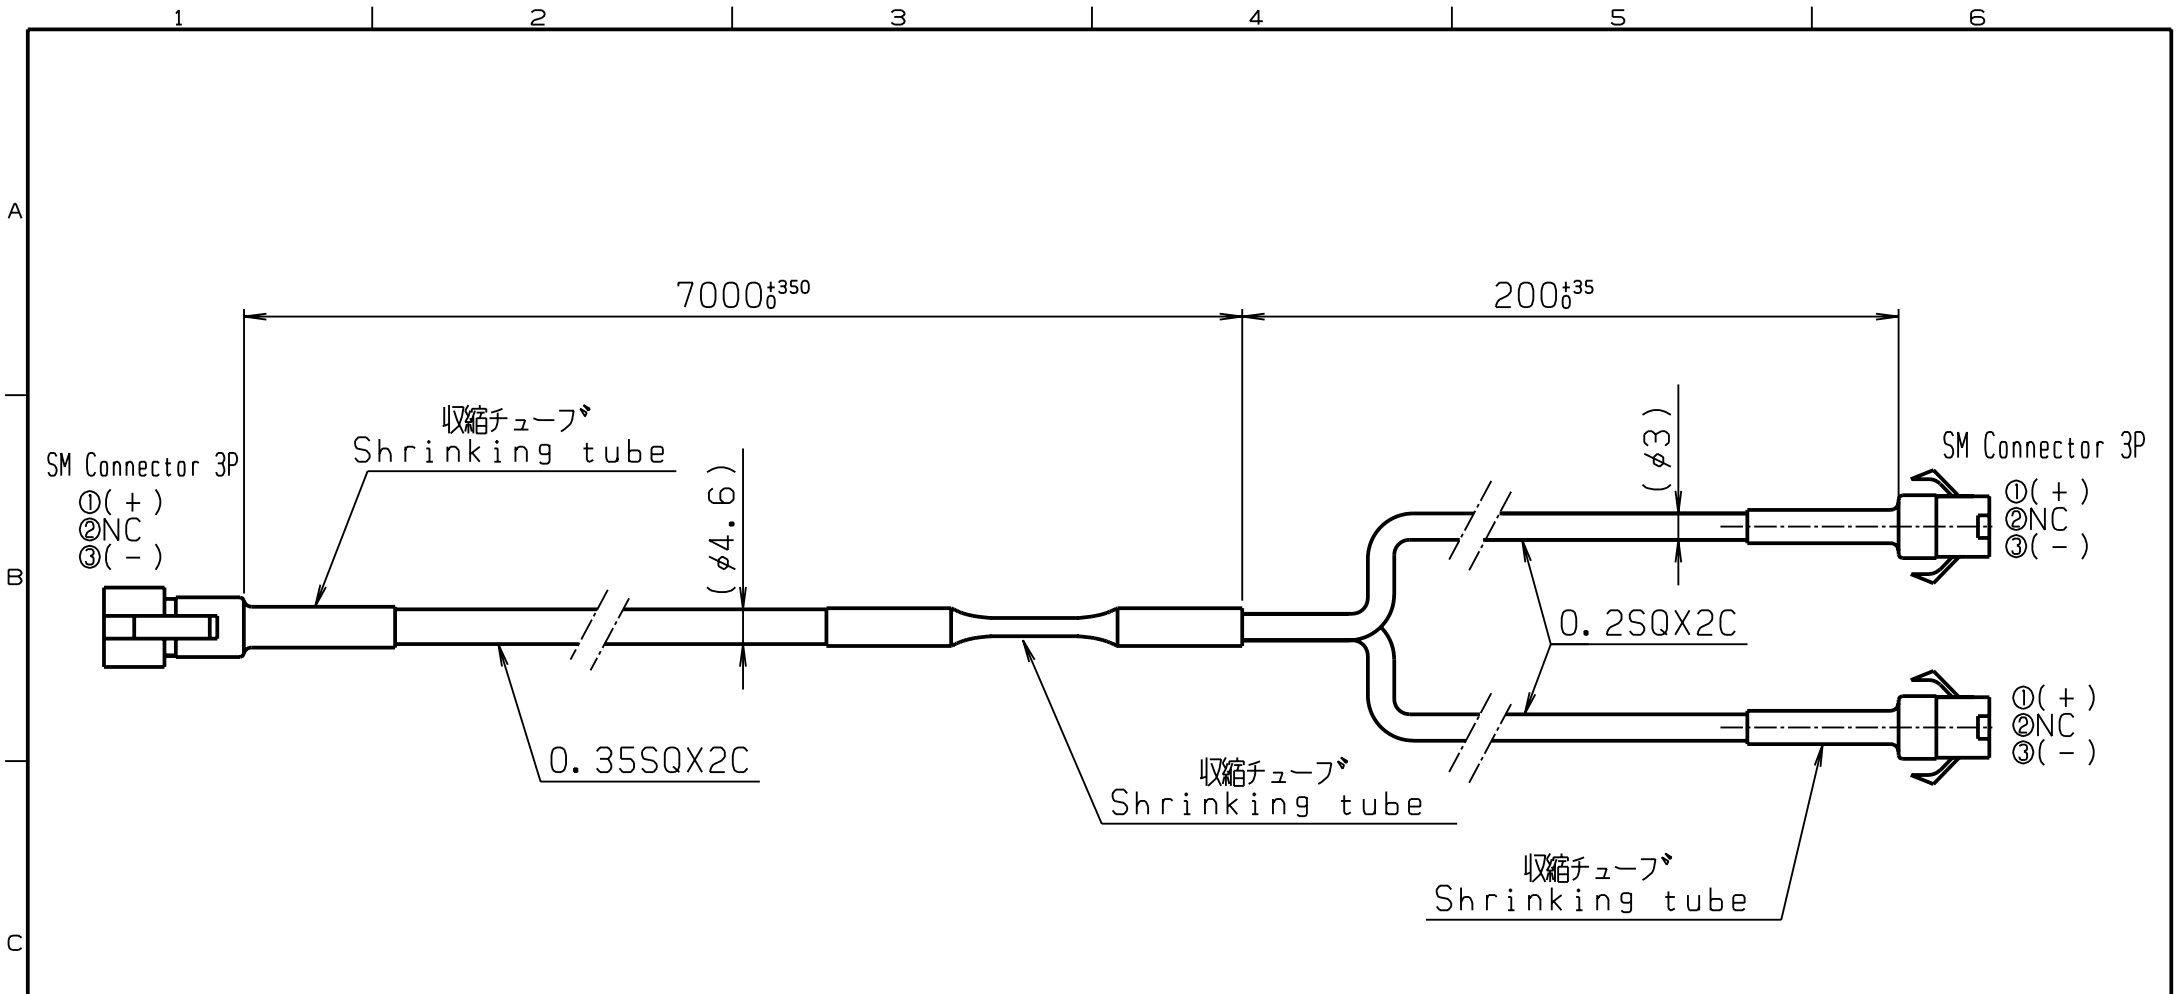 1 2 3 4 5 6
A
7000 +350 0
200 +35 0
収縮チューブ
Shrinking tube
SM Connector 3P
①(+)
②NC
③(-)
(φ4.6)
(φ3)
SM Connector 3P
①(+)
②NC
③(-)
B
0.2SQX2C
①(+)
②NC
③(-)
0.35SQX2C
収縮チューブ
Shrinking tube
収縮チューブ
Shrinking tube
C